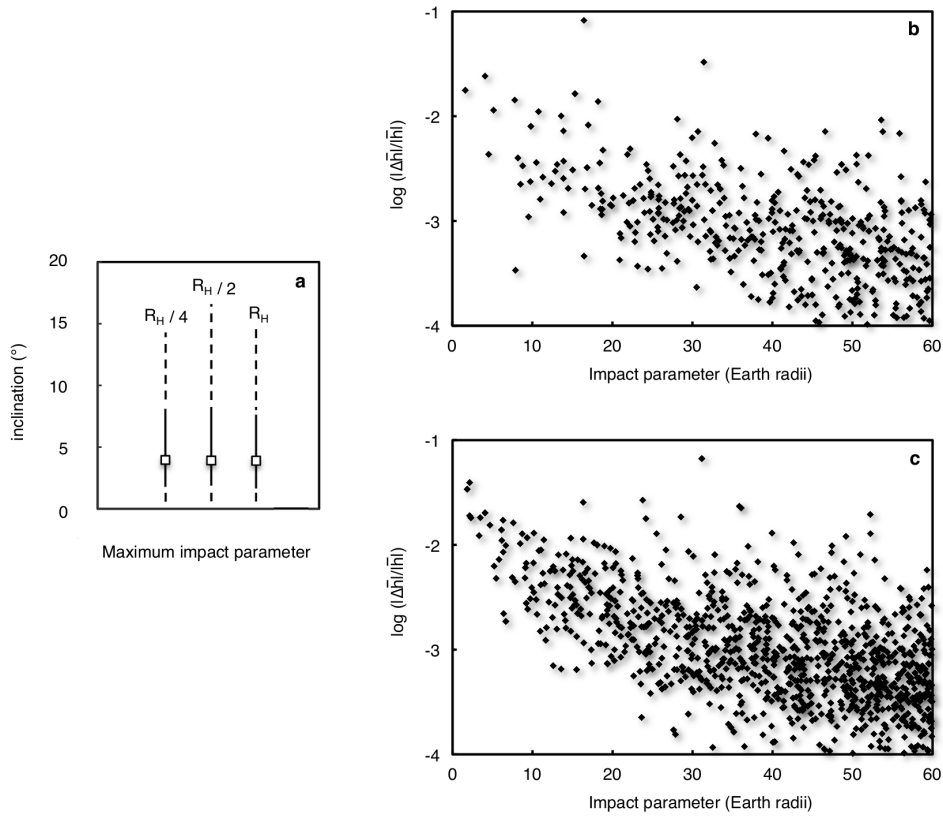 a
20
15
10
5
0
inclination (°)
R_H / 4
R_H / 2
R_H
Maximum impact parameter
b
-1
-2
-3
-4
log (|Δh̄|/|h̄|)
0 10 20 30 40 50 60
Impact parameter (Earth radii)
c
-1
-2
-3
-4
log (|Δh̄|/|h̄|)
0 10 20 30 40 50 60
Impact parameter (Earth radii)